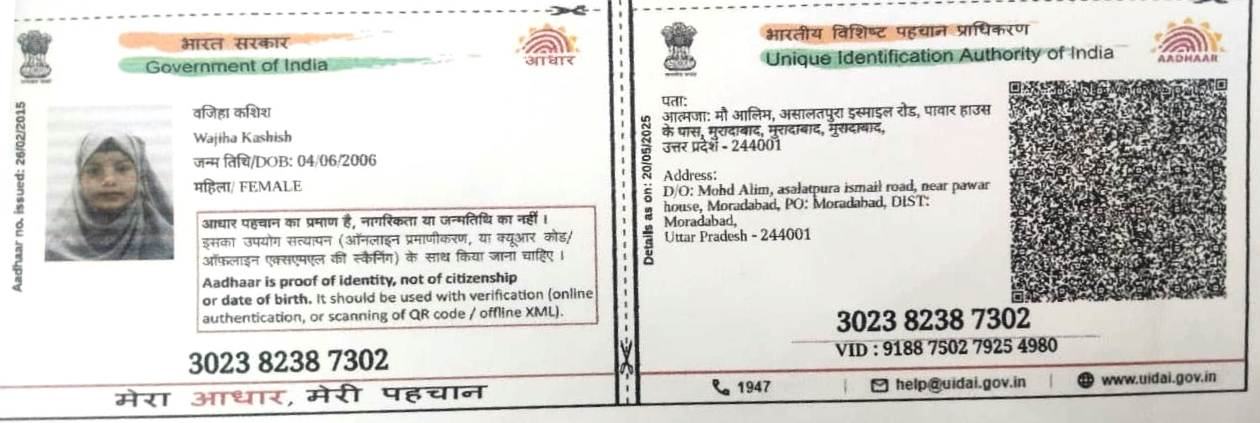 भारत सरकार
Government of India
आधार
Aadhaar no. issued: 26/02/2015
वजिहा कशिश
Wajiha Kashish
जन्म तिथि/DOB: 04/06/2006
महिला/ FEMALE
आधार पहचान का प्रमाण है, नागरिकता या जन्मतिथि का नहीं ।
इसका उपयोग सत्यापन (ऑनलाइन प्रमाणीकरण, या क्यूआर कोड/
ऑफलाइन एक्सएमएल की स्कैनिंग) के साथ किया जाना चाहिए ।
Aadhaar is proof of identity, not of citizenship
or date of birth. It should be used with verification (online
authentication, or scanning of QR code / offline XML).
3023 8238 7302
मेरा आधार, मेरी पहचान
भारतीय विशिष्ट पहचान प्राधिकरण
Unique Identification Authority of India
AADHAAR
Details as on: 20/05/2025
पता:
आत्मजा: मौ आलिम, असालतपुरा इस्माइल रोड, पावार हाउस
के पास, मुरादाबाद, मुरादाबाद, मुरादाबाद,
उत्तर प्रदेश - 244001
Address:
D/O: Mohd Alim, asalatpura ismail road, near pawar
house, Moradabad, PO: Moradabad, DIST:
Moradabad,
Uttar Pradesh - 244001
3023 8238 7302
VID : 9188 7502 7925 4980
1947
help@uidai.gov.in
www.uidai.gov.in